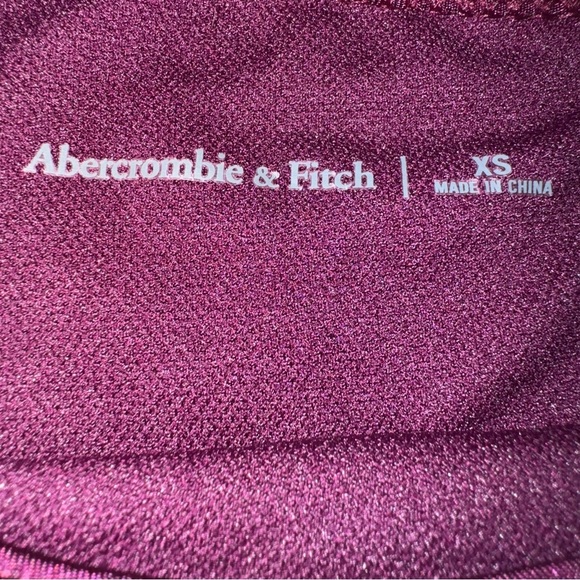 Abercrombie & Fitch | XS
MADE IN CHINA